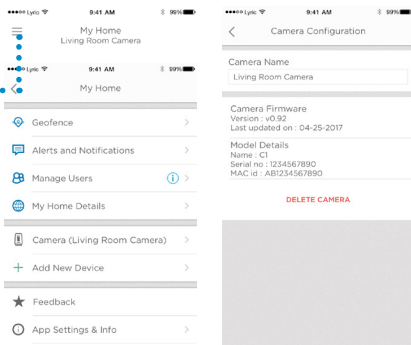 Lyric 9:41 AM 99%
My Home
Living Room Camera
Lyric 9:41 AM 99%
My Home
Geofence
Alerts and Notifications
Manage Users
My Home Details
Camera (Living Room Camera)
Add New Device
Feedback
App Settings & Info
Lyric 9:41 AM 99%
Camera Configuration
Camera Name
Living Room Camera
Camera Firmware
Version : v0.92
Last updated on : 04-25-2017
Model Details
Name : C1
Serial no : 1234567890
MAC id : AB1234567890
DELETE CAMERA